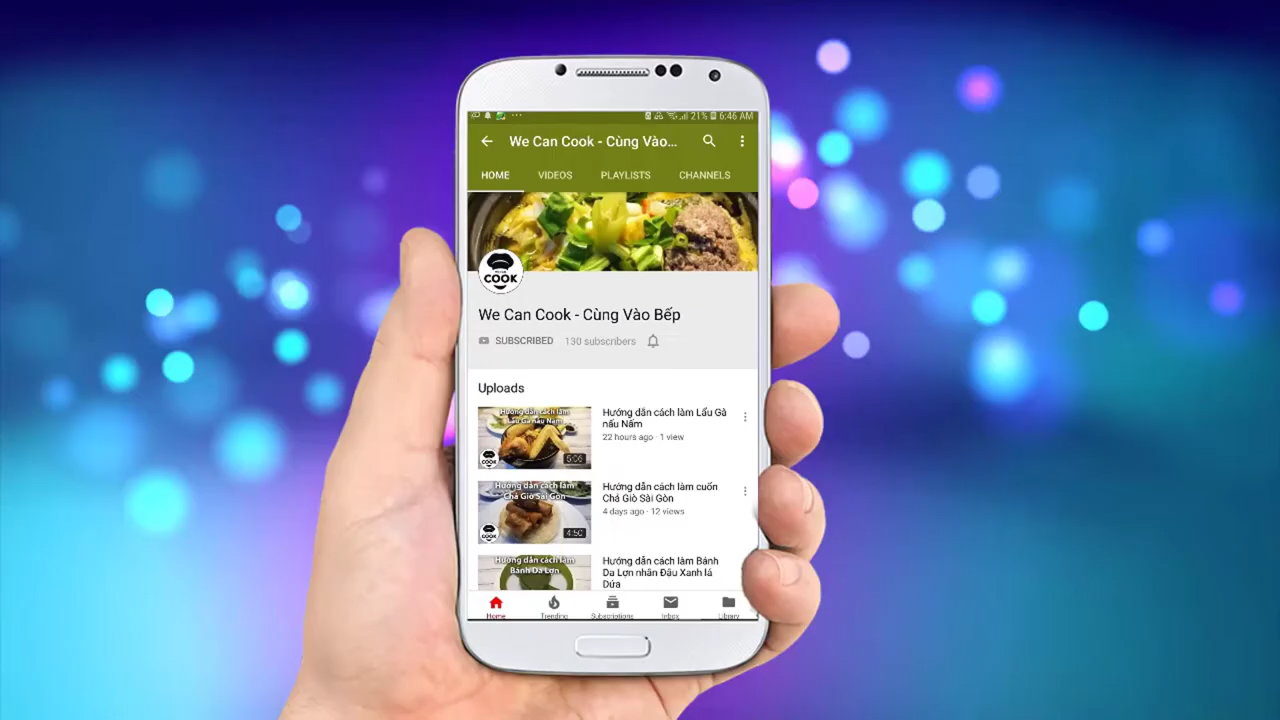 21% 6:46 AM
We Can Cook - Cùng Vào...
HOME VIDEOS PLAYLISTS CHANNELS
COOK
We Can Cook - Cùng Vào Bếp
SUBSCRIBED 130 subscribers
Uploads
Hướng dẫn cách làm
Lẩu Gà nấu Nấm
COOK
5:06
Hướng dẫn cách làm Lẩu Gà
nấu Nấm
22 hours ago · 1 view
Hướng dẫn cách làm
Chả Giò Sài Gòn
COOK
4:50
Hướng dẫn cách làm cuốn
Chả Giò Sài Gòn
4 days ago · 12 views
Hướng dẫn cách làm
Bánh Da Lợn
Hướng dẫn cách làm Bánh
Da Lợn nhân Đậu Xanh lá
Dứa
Home Trending Subscriptions Inbox Library